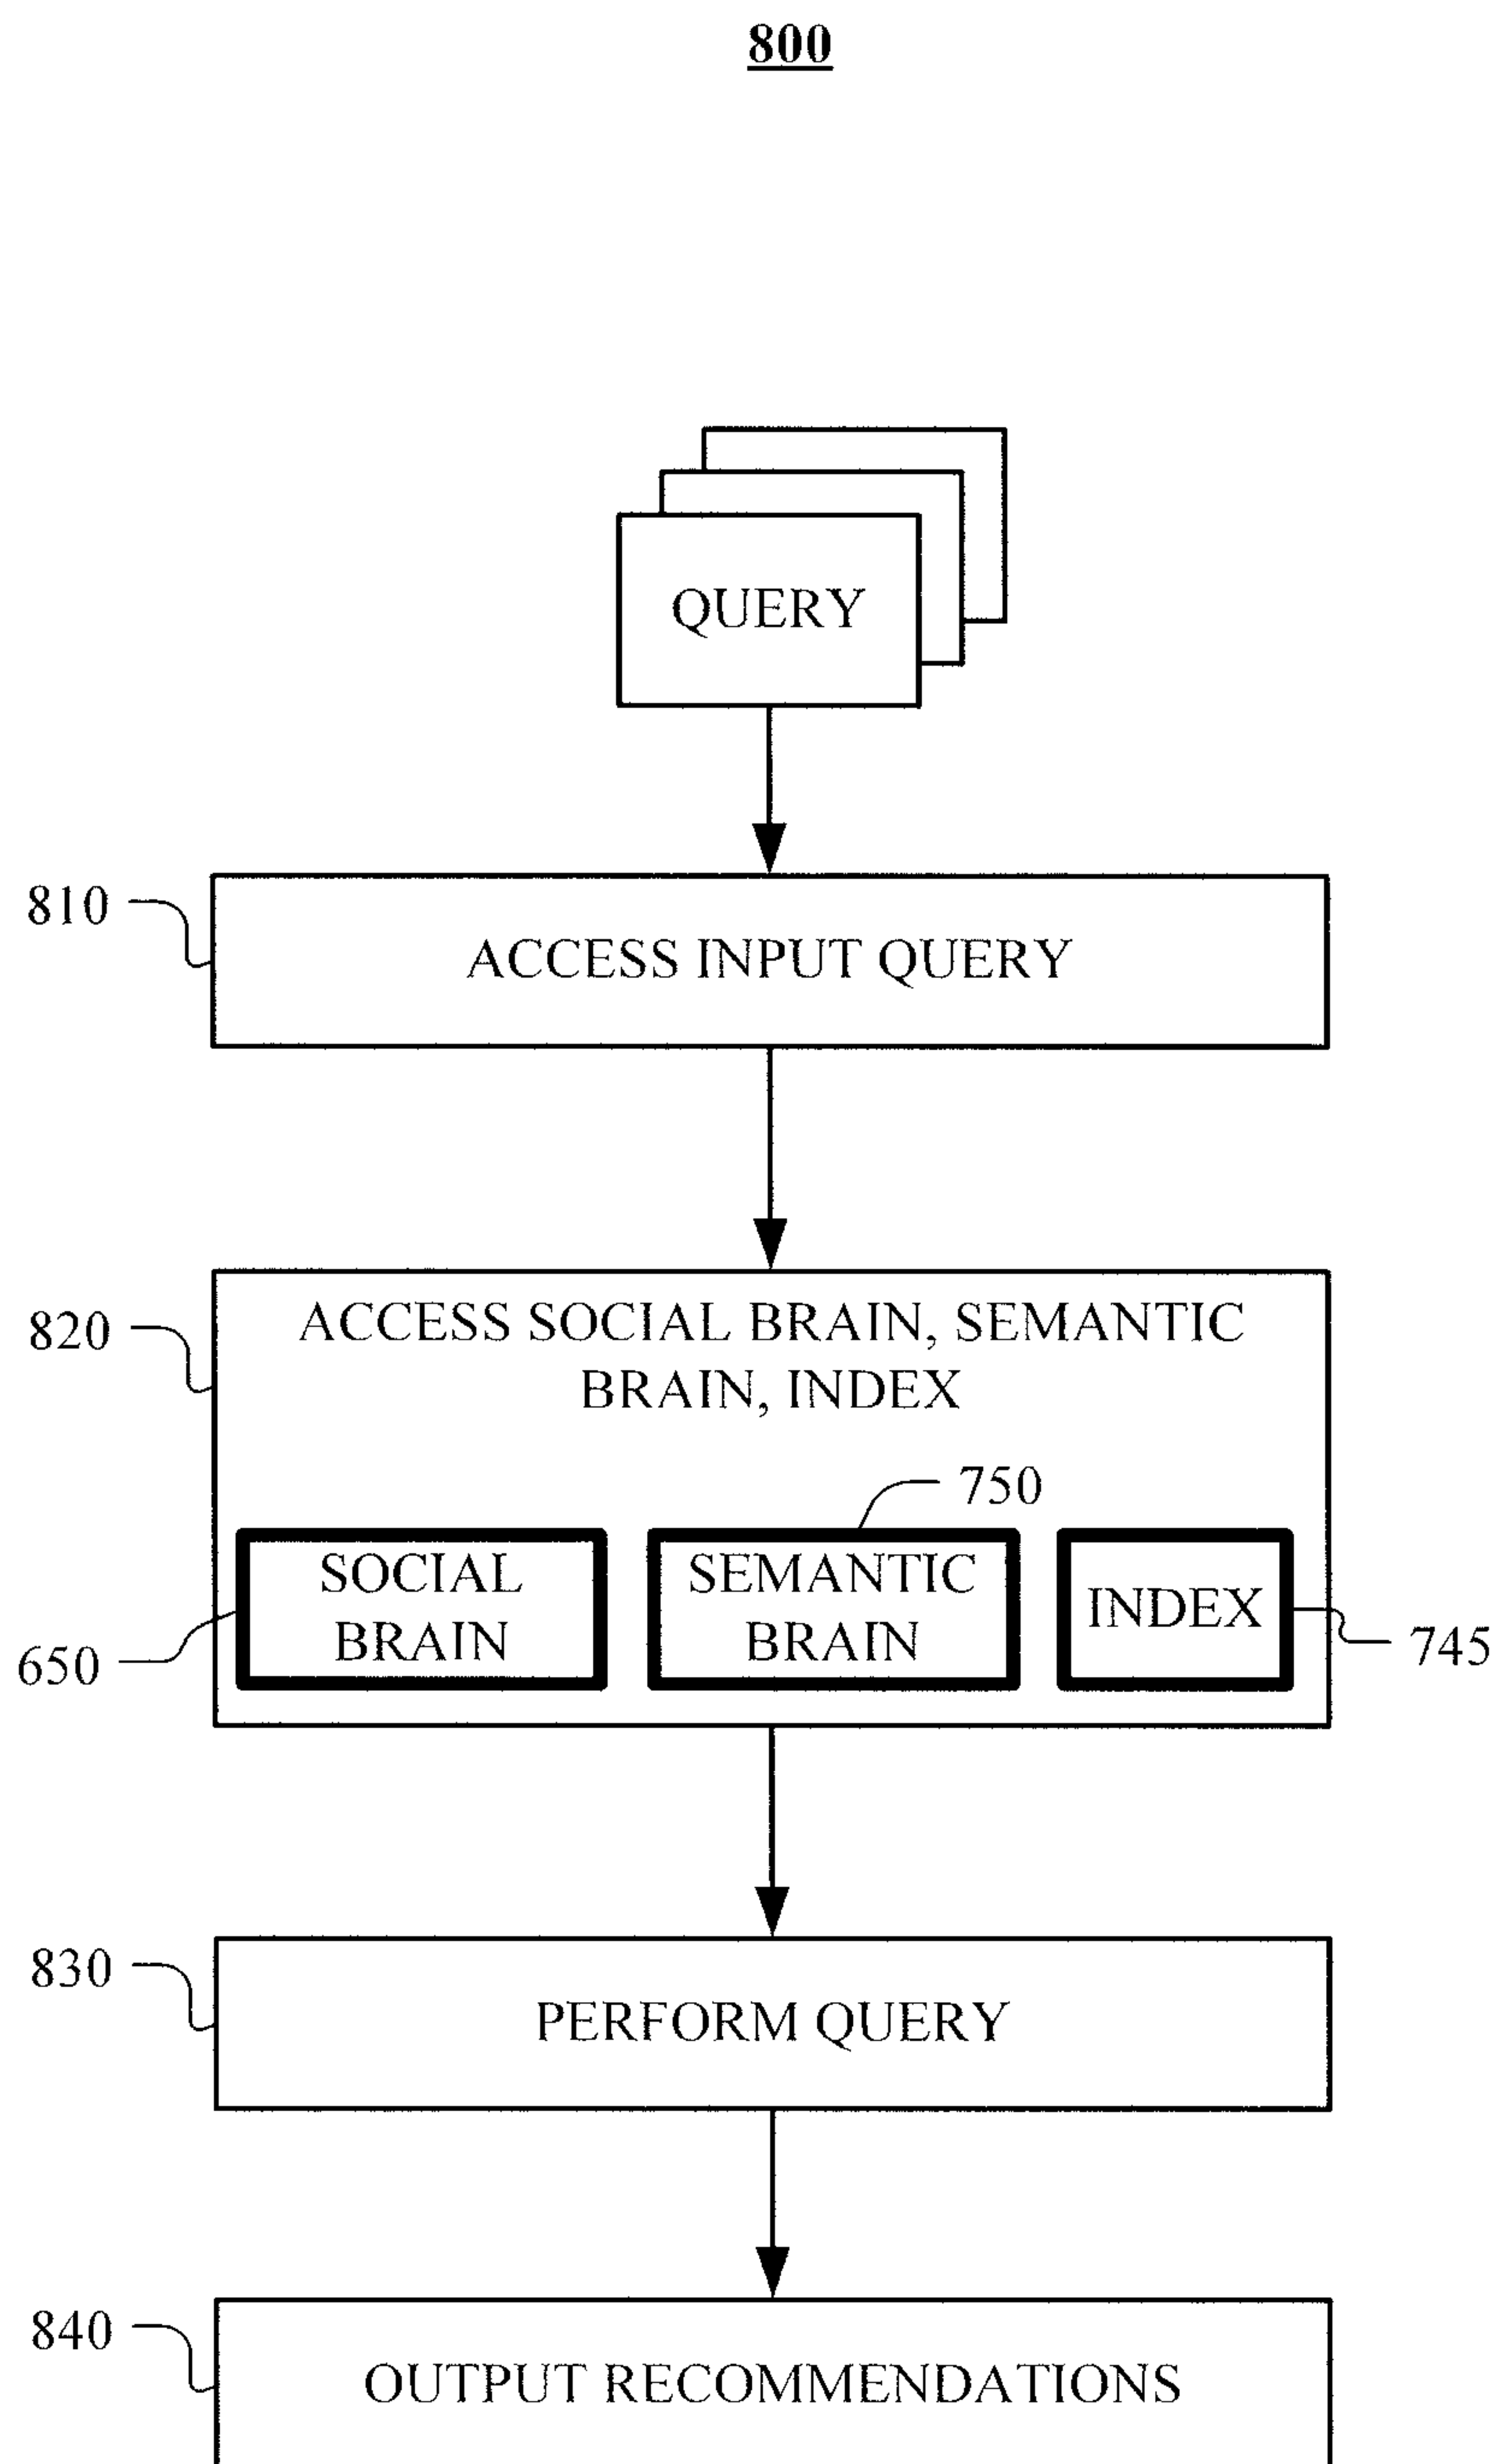 800
QUERY
810
ACCESS INPUT QUERY
820
ACCESS SOCIAL BRAIN, SEMANTIC
BRAIN, INDEX
750
SOCIAL
BRAIN
SEMANTIC
BRAIN
INDEX
650
745
830
PERFORM QUERY
840
OUTPUT RECOMMENDATIONS